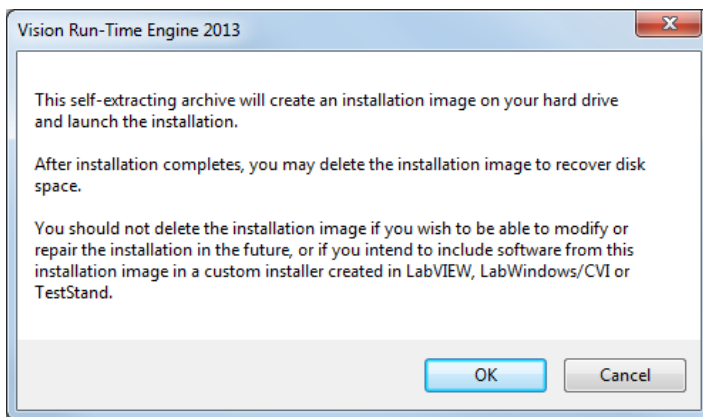 Vision Run-Time Engine 2013
This self-extracting archive will create an installation image on your hard drive
and launch the installation.
After installation completes, you may delete the installation image to recover disk
space.
You should not delete the installation image if you wish to be able to modify or
repair the installation in the future, or if you intend to include software from this
installation image in a custom installer created in LabVIEW, LabWindows/CVI or
TestStand.
OK
Cancel